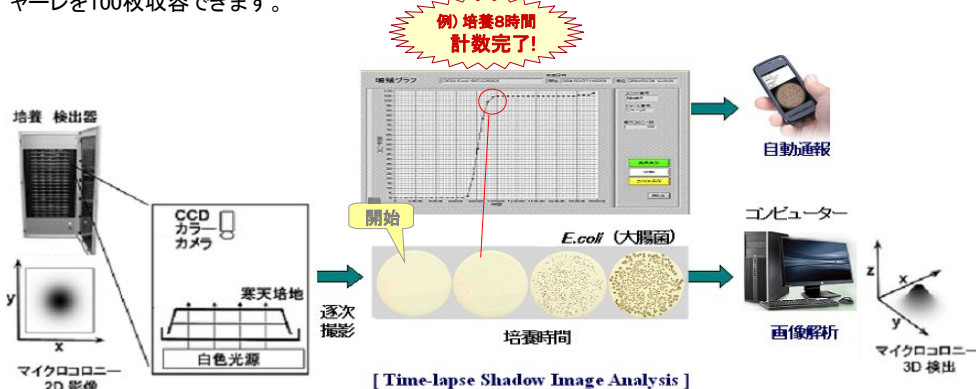 ャーレを100枚収容できます。
例) 培養8時間
計数完了!
増殖グラフ
培養 検出器
自動通報
CCD
カラー
カメラ
開始
コンピューター
E.coli (大腸菌)
y
x
寒天培地
白色光源
逐次
撮影
培養時間
画像解析
z
x
y
マイクロコロニー
2D 影像
マイクロコロニー
3D 検出
[ Time-lapse Shadow Image Analysis ]